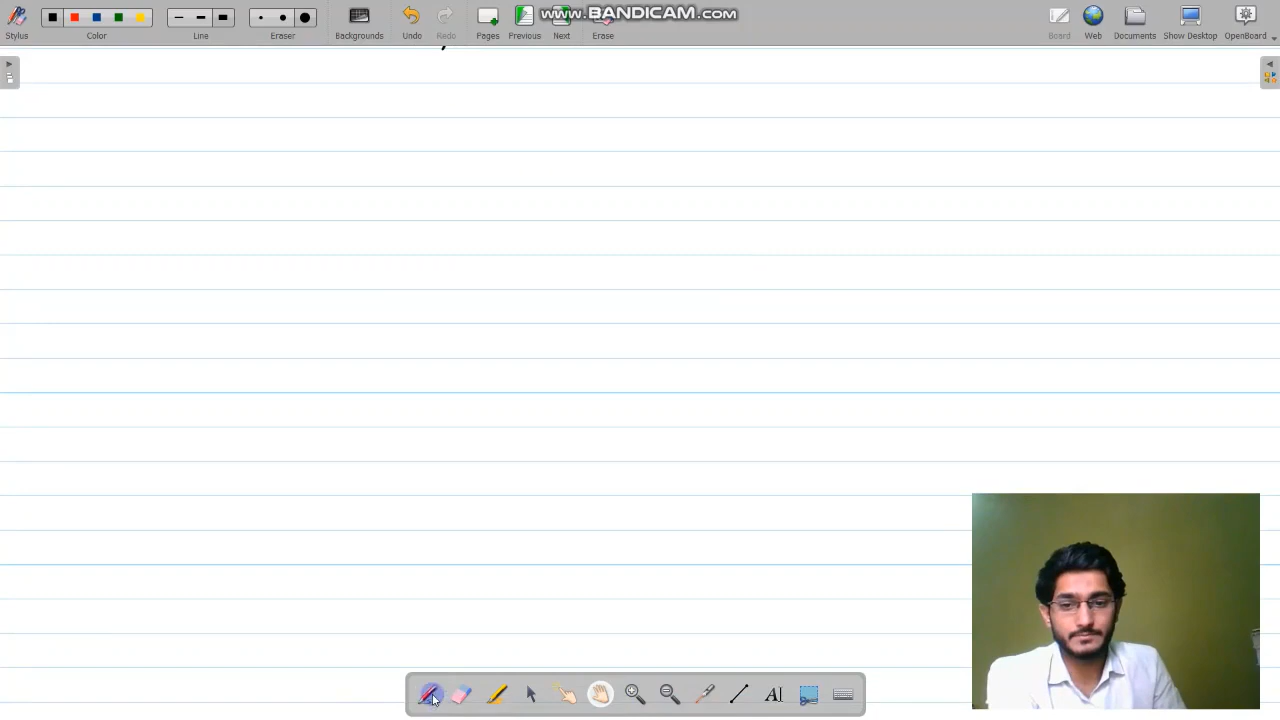 www.BANDICAM.com
Stylus
Color
Line
Eraser
Backgrounds
Undo
Redo
Pages
Previous
Next
Erase
Board
Web
Documents
Show Desktop
OpenBoard